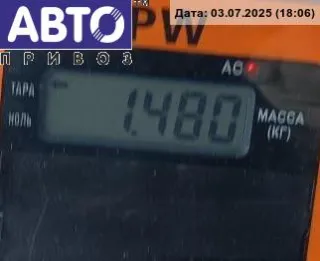 АВТО
ПРИВОЗ
PW
Дата: 03.07.2025 (18:06)
AC
ТАРА
НОЛЬ
1.480
МАССА
(КГ)